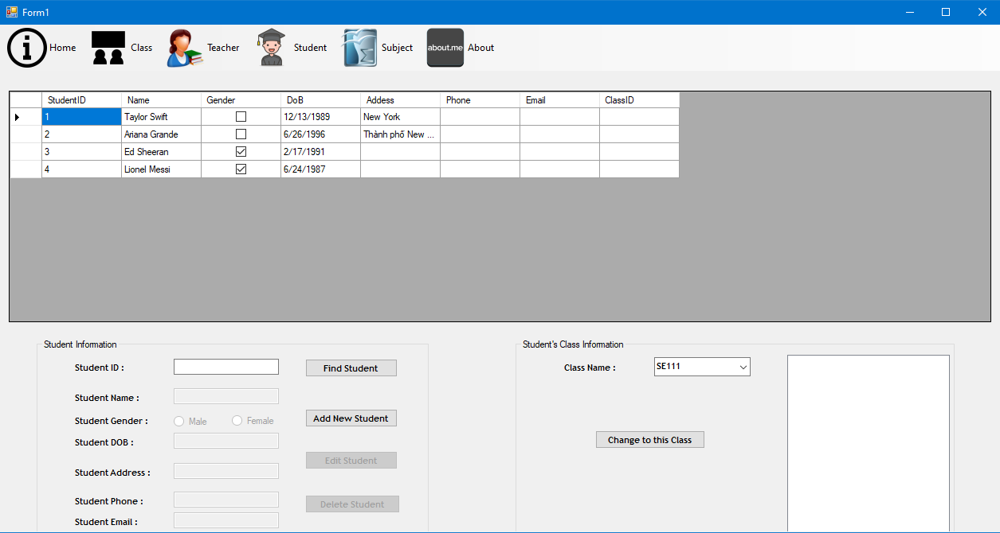 Form1
Home Class Teacher Student Subject about.me About
StudentID Name Gender DoB Addess Phone Email ClassID
1 Taylor Swift 12/13/1989 New York
2 Ariana Grande 6/26/1996 Thành phố New ...
3 Ed Sheeran 2/17/1991
4 Lionel Messi 6/24/1987
Student Information
Student ID : Find Student
Student Name :
Student Gender : Male Female Add New Student
Student DOB :
Student Address : Edit Student
Student Phone : Delete Student
Student Email :
Student's Class Information
Class Name : SE111
Change to this Class